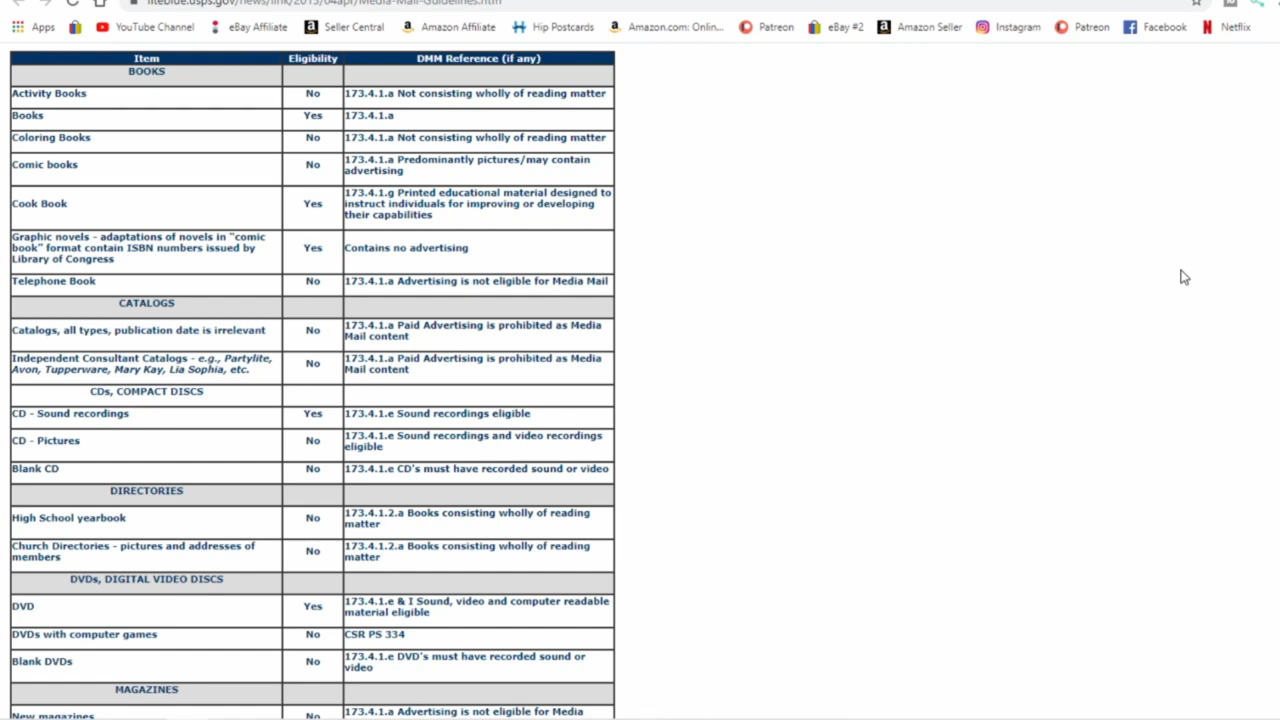 liteblue.usps.gov/news/link/2015/04apr/Media-Mail-Guidelines.htm
Apps YouTube Channel eBay Affiliate Seller Central Amazon Affiliate Hip Postcards Amazon.com: Onlin... Patreon eBay #2 Amazon Seller Instagram Patreon Facebook Netflix
Item Eligibility DMM Reference (if any)
BOOKS
Activity Books No 173.4.1.a Not consisting wholly of reading matter
Books Yes 173.4.1.a
Coloring Books No 173.4.1.a Not consisting wholly of reading matter
Comic books No 173.4.1.a Predominantly pictures/may contain
advertising
Cook Book Yes 173.4.1.g Printed educational material designed to
instruct individuals for improving or developing
their capabilities
Graphic novels - adaptations of novels in "comic
book" format contain ISBN numbers issued by
Library of Congress
Yes Contains no advertising
Telephone Book No 173.4.1.a Advertising is not eligible for Media Mail
CATALOGS
Catalogs, all types, publication date is irrelevant No 173.4.1.a Paid Advertising is prohibited as Media
Mail content
Independent Consultant Catalogs - e.g., Partylite,
Avon, Tupperware, Mary Kay, Lia Sophia, etc.
No 173.4.1.a Paid Advertising is prohibited as Media
Mail content
CDs, COMPACT DISCS
CD - Sound recordings Yes 173.4.1.e Sound recordings eligible
CD - Pictures No 173.4.1.e Sound recordings and video recordings
eligible
Blank CD No 173.4.1.e CD's must have recorded sound or video
DIRECTORIES
High School yearbook No 173.4.1.2.a Books consisting wholly of reading
matter
Church Directories - pictures and addresses of
members
No 173.4.1.2.a Books consisting wholly of reading
matter
DVDs, DIGITAL VIDEO DISCS
DVD Yes 173.4.1.e & I Sound, video and computer readable
material eligible
DVDs with computer games No CSR PS 334
Blank DVDs No 173.4.1.e DVD's must have recorded sound or
video
MAGAZINES
New magazines No 173.4.1.a Advertising is not eligible for Media